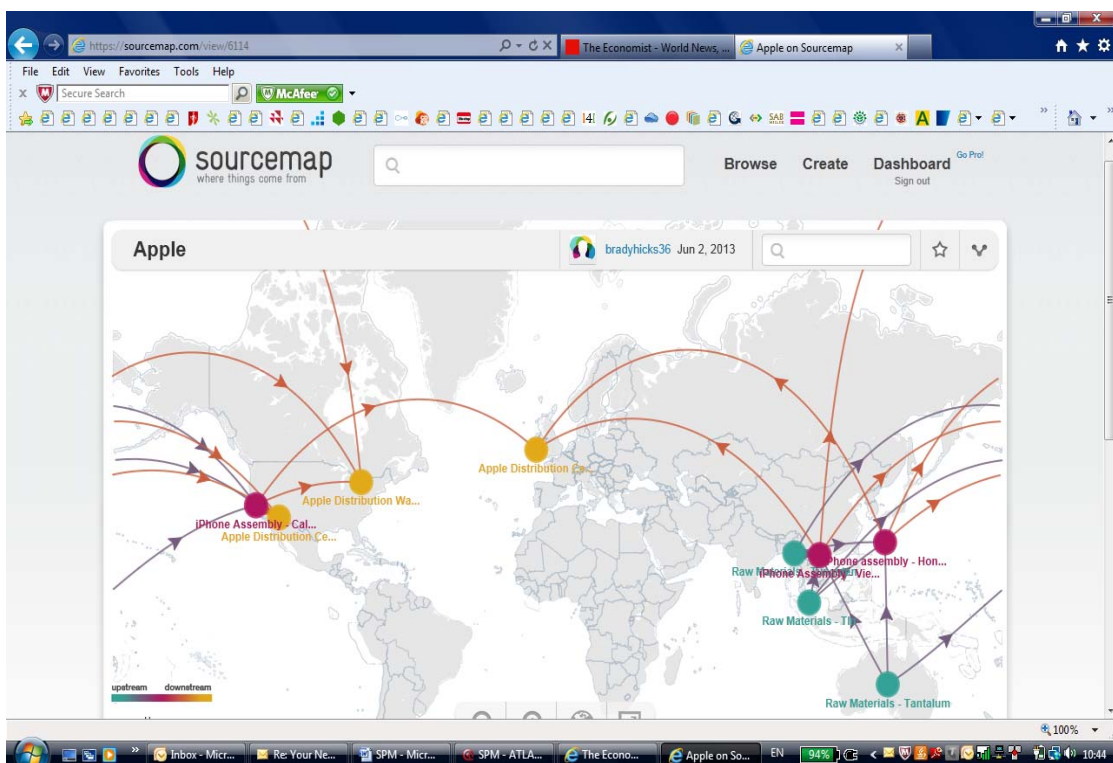 https://sourcemap.com/view/6114
The Economist - World News, ...
Apple on Sourcemap
File Edit View Favorites Tools Help
x Secure Search McAfee
sourcemap
where things come from
Browse Create Dashboard Go Pro!
Sign out
Apple
bradyhicks36 Jun 2, 2013
Apple Distribution Ce...
Apple Distribution Wa...
iPhone Assembly - Cal...
Apple Distribution Ce...
iPhone assembly - Hon...
Raw Materials
iPhone Assembly - Vie...
Raw Materials - Tin
Raw Materials - Tantalum
upstream downstream
100%
Inbox - Micr...
Re: Your Ne...
SPM - Micr...
SPM - ATLA...
The Econo...
Apple on So...
EN
94%
10:44